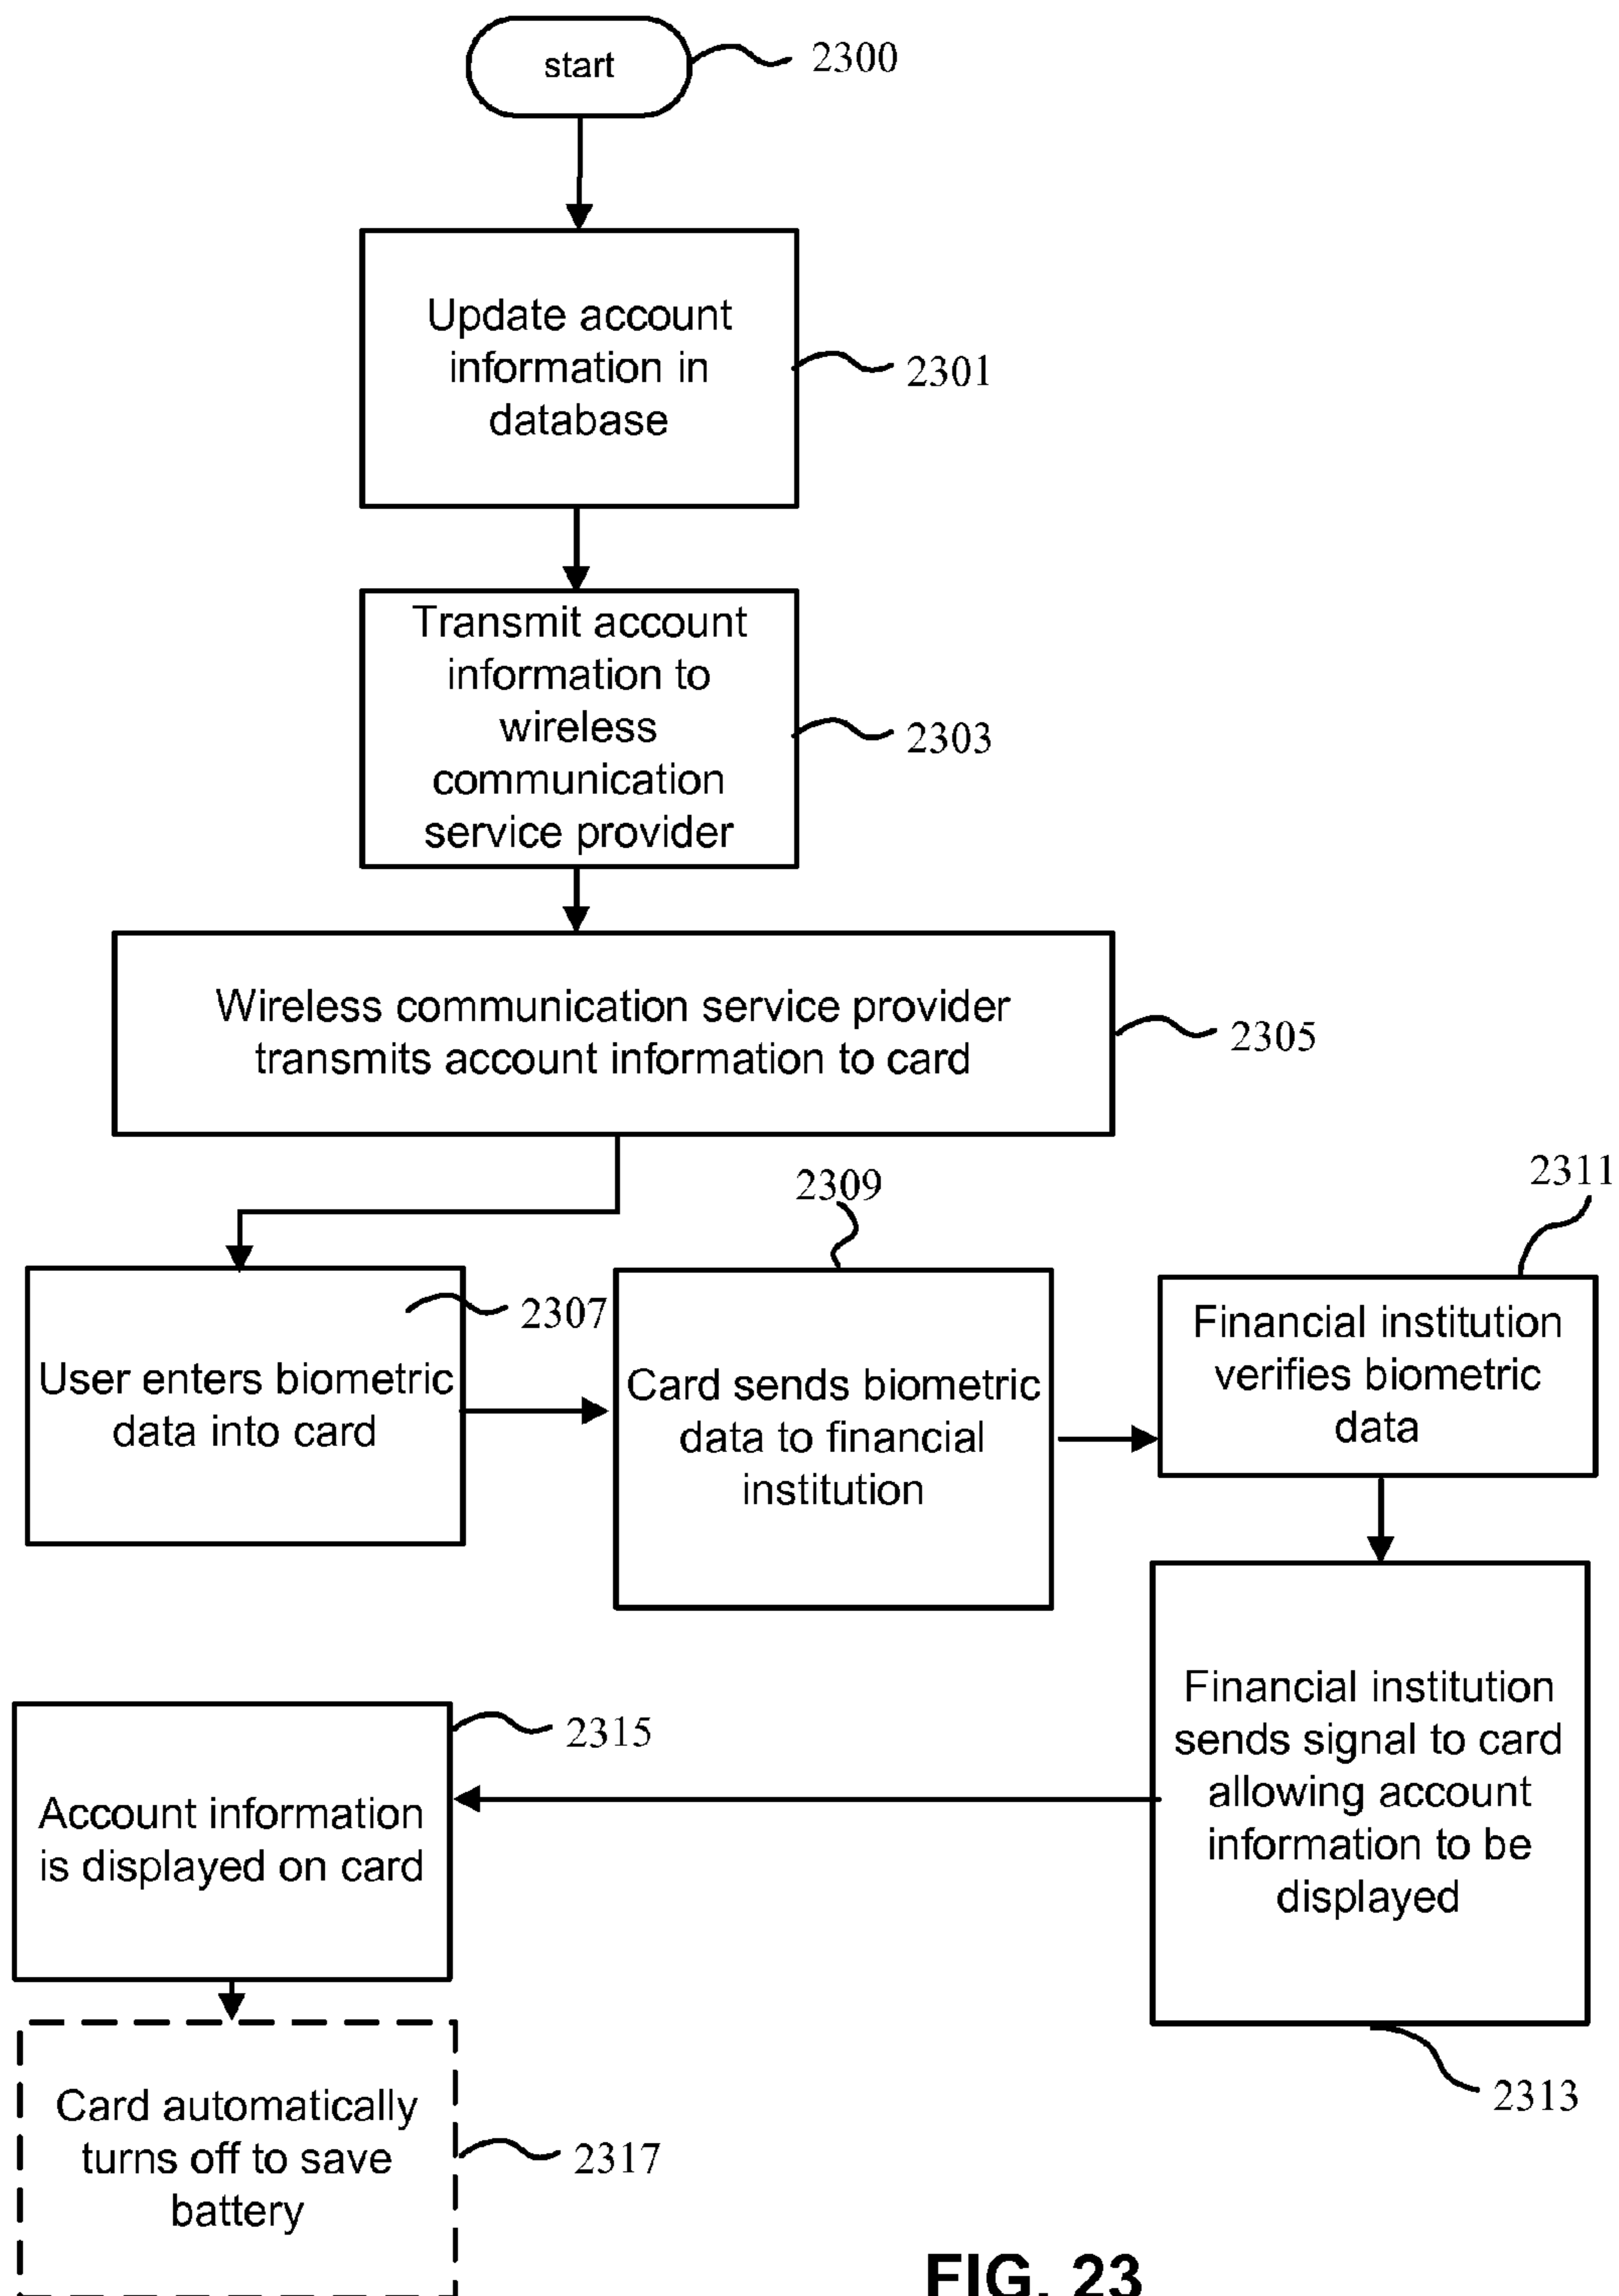 start
2300
Update account
information in
database
2301
Transmit account
information to
wireless
communication
service provider
2303
Wireless communication service provider
transmits account information to card
2305
2307
User enters biometric
data into card
2309
Card sends biometric
data to financial
institution
2311
Financial institution
verifies biometric
data
Financial institution
sends signal to card
allowing account
information to be
displayed
2313
2315
Account information
is displayed on card
Card automatically
turns off to save
battery
2317
FIG. 23